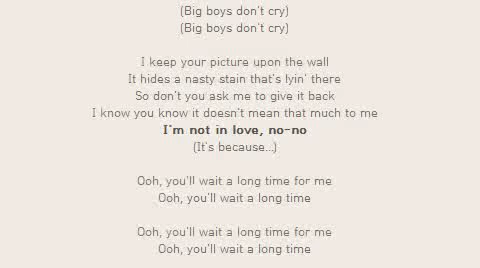 (Big boys don't cry)
(Big boys don't cry)
I keep your picture upon the wall
It hides a nasty stain that's lyin' there
So don't you ask me to give it back
I know you know it doesn't mean that much to me
I'm not in love, no-no
(It's because...)
Ooh, you'll wait a long time for me
Ooh, you'll wait a long time
Ooh, you'll wait a long time for me
Ooh, you'll wait a long time